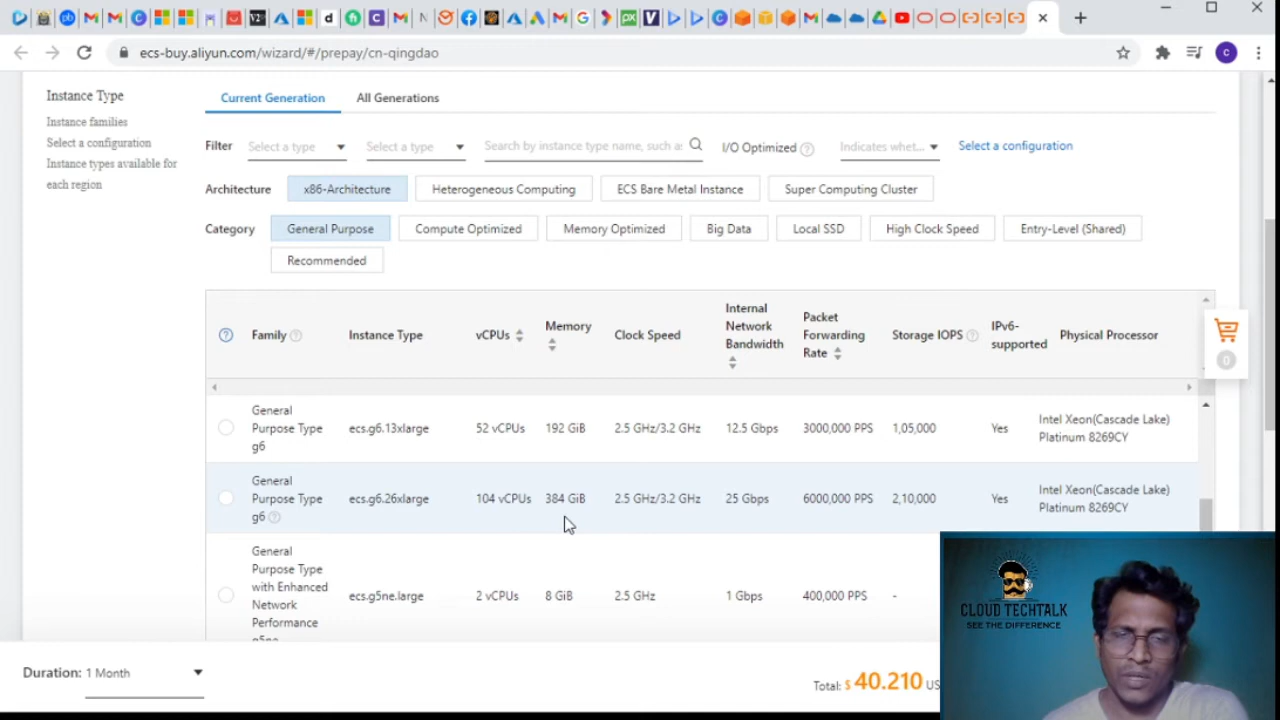 ecs-buy.aliyun.com/wizard/#/prepay/cn-qingdao
Instance Type
Instance families
Select a configuration
Instance types available for
each region
Current Generation
All Generations
Filter
Select a type
Select a type
Search by instance type name, such as
I/O Optimized
Indicates whet...
Select a configuration
Architecture
x86-Architecture
Heterogeneous Computing
ECS Bare Metal Instance
Super Computing Cluster
Category
General Purpose
Compute Optimized
Memory Optimized
Big Data
Local SSD
High Clock Speed
Entry-Level (Shared)
Recommended
Family
Instance Type
vCPUs
Memory
Clock Speed
Internal
Network
Bandwidth
Packet
Forwarding
Rate
Storage IOPS
IPv6-
supported
Physical Processor
0
General
Purpose Type
g6
ecs.g6.13xlarge
52 vCPUs
192 GiB
2.5 GHz/3.2 GHz
12.5 Gbps
3000,000 PPS
1,05,000
Yes
Intel Xeon(Cascade Lake)
Platinum 8269CY
General
Purpose Type
g6
ecs.g6.26xlarge
104 vCPUs
384 GiB
2.5 GHz/3.2 GHz
25 Gbps
6000,000 PPS
2,10,000
Yes
Intel Xeon(Cascade Lake)
Platinum 8269CY
General
Purpose Type
with Enhanced
Network
Performance
g5ne
ecs.g5ne.large
2 vCPUs
8 GiB
2.5 GHz
1 Gbps
400,000 PPS
-
Duration: 1 Month
Total: $ 40.210 US
CLOUD TECHTALK
SEE THE DIFFERENCE